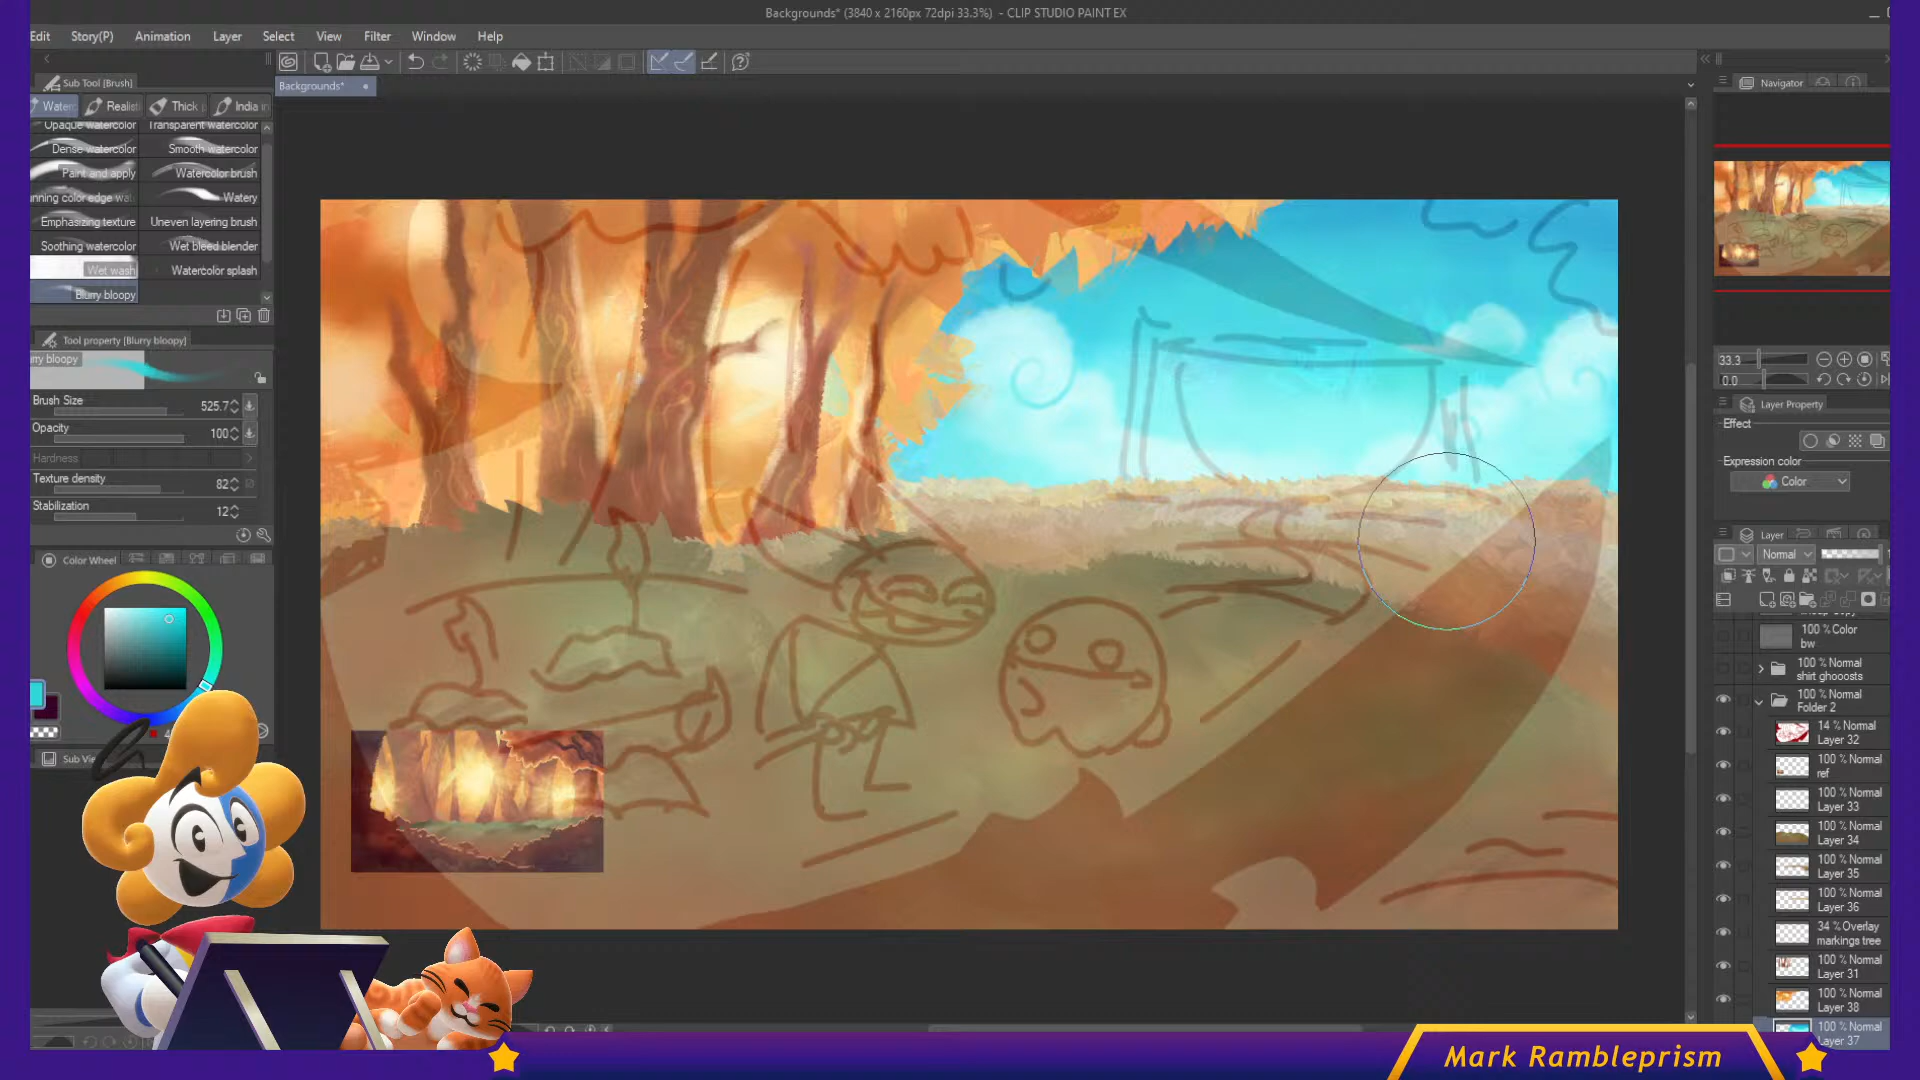 Backgrounds* (3840 x 2160px 72dpi 33.3%) - CLIP STUDIO PAINT EX
Edit Story(P) Animation Layer Select View Filter Window Help
Sub Tool [Brush]
Backgrounds*
Navigator
Thick India in
Opaque watercolor Transparent watercolor
Dense watercolor Smooth watercolor
Paint and apply Watercolor brush
Watery
Emphasizing texture Uneven layering brush
Soothing watercolor Wet bleed blender
Wet wash Watercolor splash
Blurry bloopy
Tool property [Blurry bloopy]
Brush Size 525.7
Opacity 100
Hardness
Texture density 82
Stabilization 12
Color Wheel
33.3
0.0
Layer Property
Effect
Expression color
Color
Layer
Normal
100 % Color
bw
100 % Normal
shirt ghooosts
100 % Normal
Folder 2
14 % Normal
Layer 32
100 % Normal
ref
100 % Normal
Layer 33
100 % Normal
Layer 34
100 % Normal
Layer 35
100 % Normal
Layer 36
34 % Overlay
markings tree
100 % Normal
Layer 31
100 % Normal
Layer 38
100 % Normal
Layer 37
Mark Rambleprism